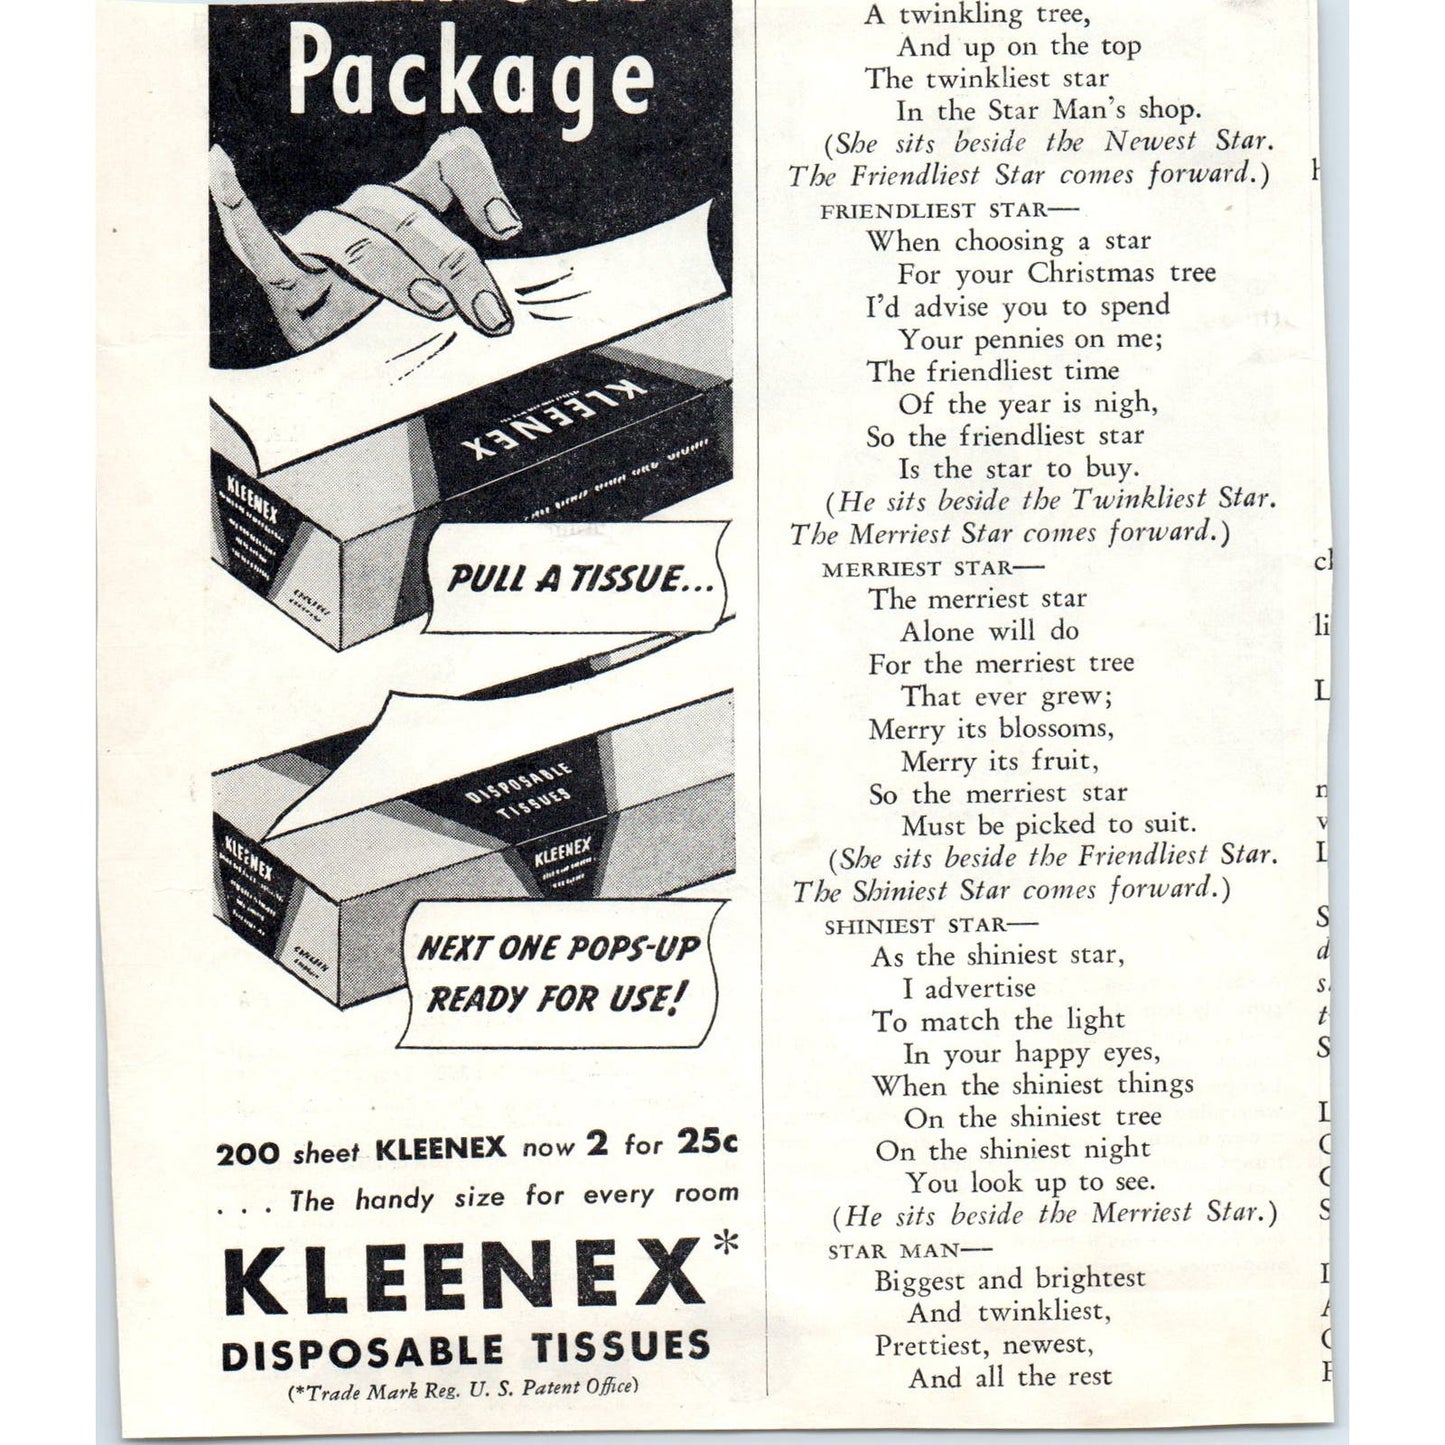 Package
KLEENEX
KLEENEX
PULL A TISSUE...
DISPOSABLE
TISSUES
KLEENEX
KLEENEX
NEXT ONE POPS-UP
READY FOR USE!
200 sheet KLEENEX now 2 for 25c
. . . The handy size for every room
KLEENEX*
DISPOSABLE TISSUES
(*Trade Mark Reg. U. S. Patent Office)
A twinkling tree,
And up on the top
The twinkliest star
In the Star Man's shop.
(She sits beside the Newest Star.
The Friendliest Star comes forward.)
FRIENDLIEST STAR—
When choosing a star
For your Christmas tree
I'd advise you to spend
Your pennies on me;
The friendliest time
Of the year is nigh,
So the friendliest star
Is the star to buy.
(He sits beside the Twinkliest Star.
The Merriest Star comes forward.)
MERRIEST STAR—
The merriest star
Alone will do
For the merriest tree
That ever grew;
Merry its blossoms,
Merry its fruit,
So the merriest star
Must be picked to suit.
(She sits beside the Friendliest Star.
The Shiniest Star comes forward.)
SHINIEST STAR—
As the shiniest star,
I advertise
To match the light
In your happy eyes,
When the shiniest things
On the shiniest tree
On the shiniest night
You look up to see.
(He sits beside the Merriest Star.)
STAR MAN—
Biggest and brightest
And twinkliest,
Prettiest, newest,
And all the rest